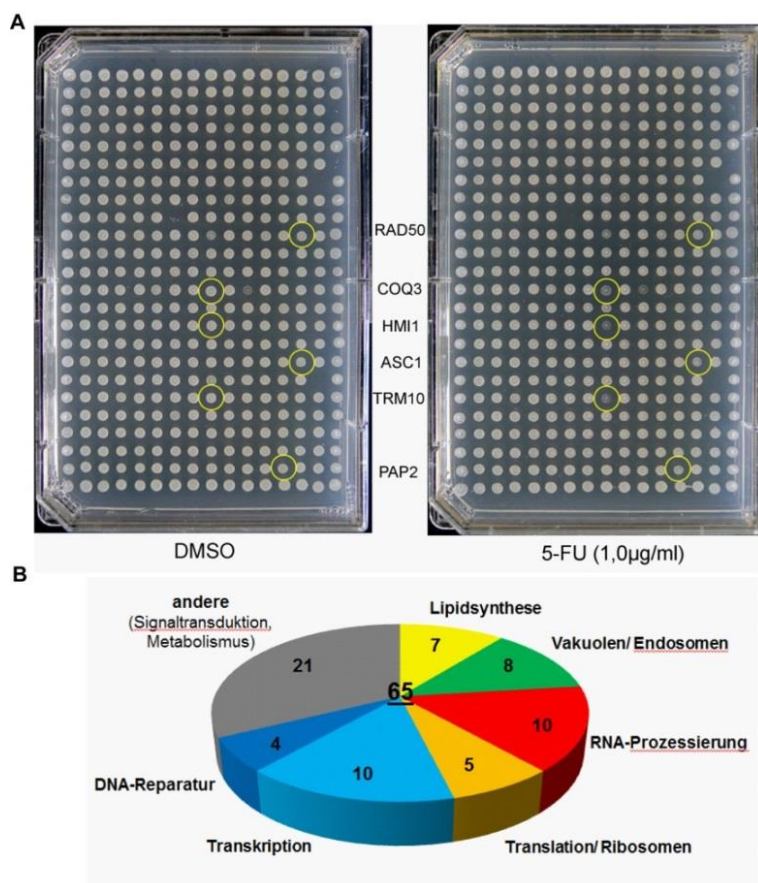 A
RAD50
COQ3
HMI1
ASC1
TRM10
PAP2
DMSO
5-FU (1,0µg/ml)
B
andere
(Signaltransduktion,
Metabolismus)
21
Lipidsynthese
7
Vakuolen/ Endosomen
8
65
10
RNA-Prozessierung
4
DNA-Reparatur
10
Transkription
5
Translation/ Ribosomen